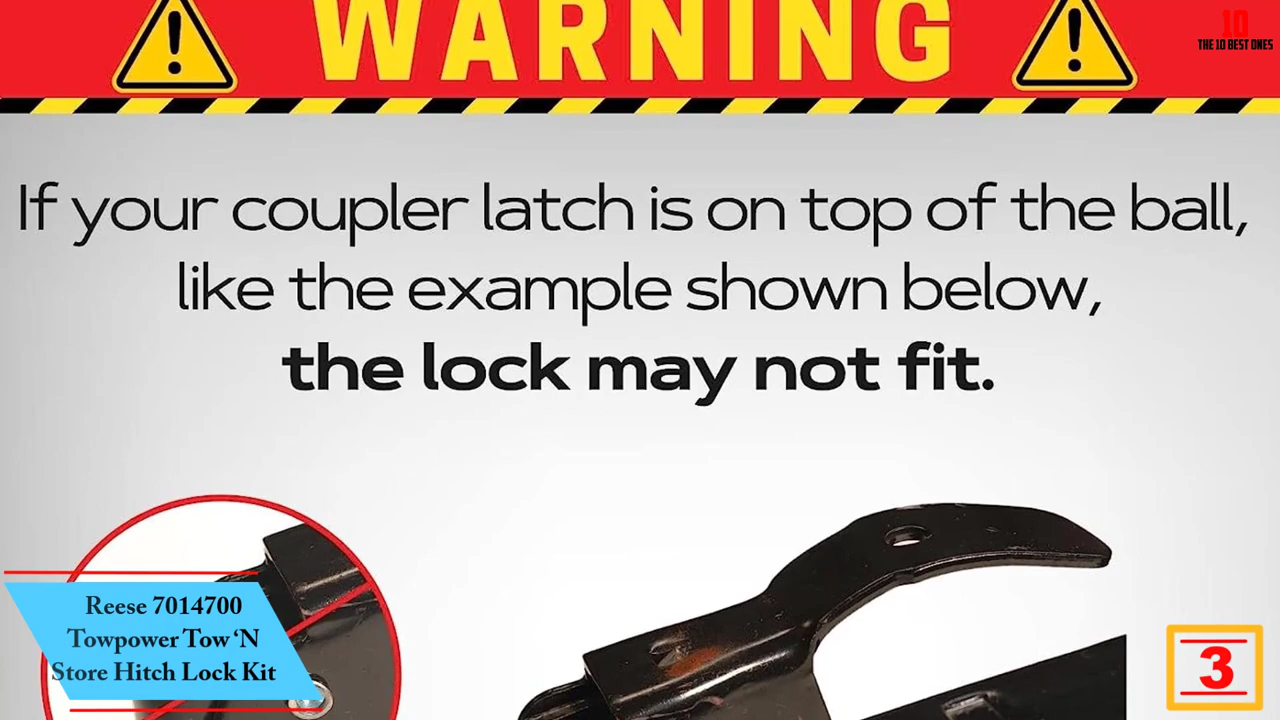 WARNING
10
THE 10 BEST ONES
If your coupler latch is on top of the ball,
like the example shown below,
the lock may not fit.
Reese 7014700
Towpower Tow ‘N
Store Hitch Lock Kit
3